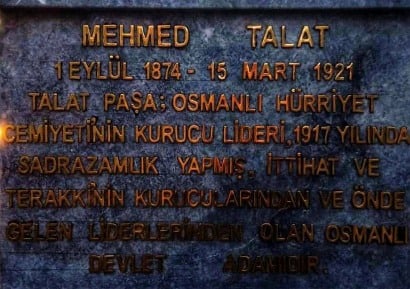 MEHMED TALAT
1 EYLÜL 1874 - 15 MART 1921
TALAT PAŞA: OSMANLI HÜRRİYET
CEMİYETİNİN KURUCU LİDERİ, 1917 YILINDA
SADRAZAMLIK YAPMIŞ, İTTİHAT VE
TERAKKİNİN KURUCULARINDAN VE ÖNDE
GELEN LİDERLERİNDEN OLAN OSMANLI
DEVLET ADAMIDIR.